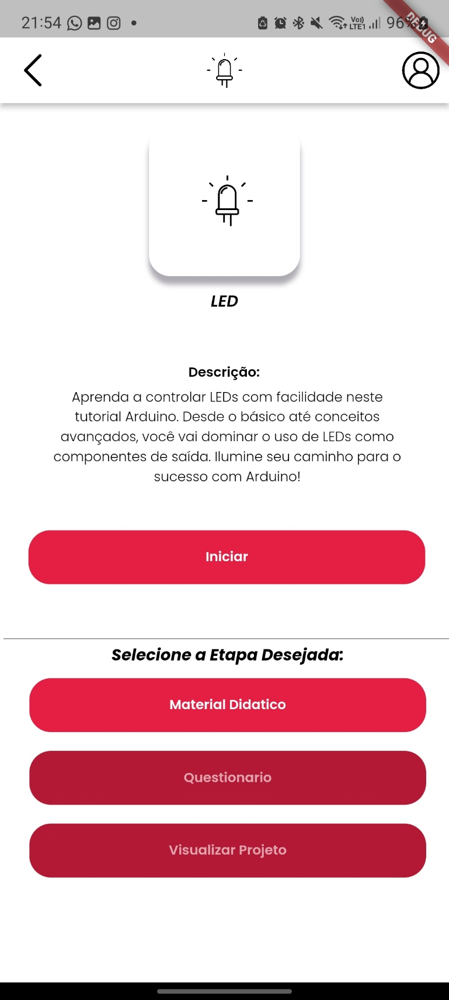 21:54
Vo))
LTE1
96%
DEBUG
LED
Descrição:
Aprenda a controlar LEDs com facilidade neste
tutorial Arduino. Desde o básico até conceitos
avançados, você vai dominar o uso de LEDs como
componentes de saída. Ilumine seu caminho para o
sucesso com Arduino!
Iniciar
Selecione a Etapa Desejada:
Material Didatico
Questionario
Visualizar Projeto